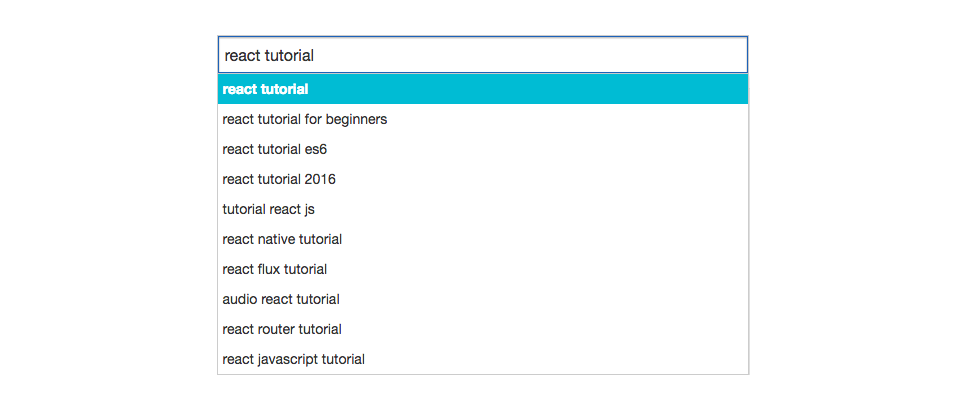 react tutorial
react tutorial
react tutorial for beginners
react tutorial es6
react tutorial 2016
tutorial react js
react native tutorial
react flux tutorial
audio react tutorial
react router tutorial
react javascript tutorial